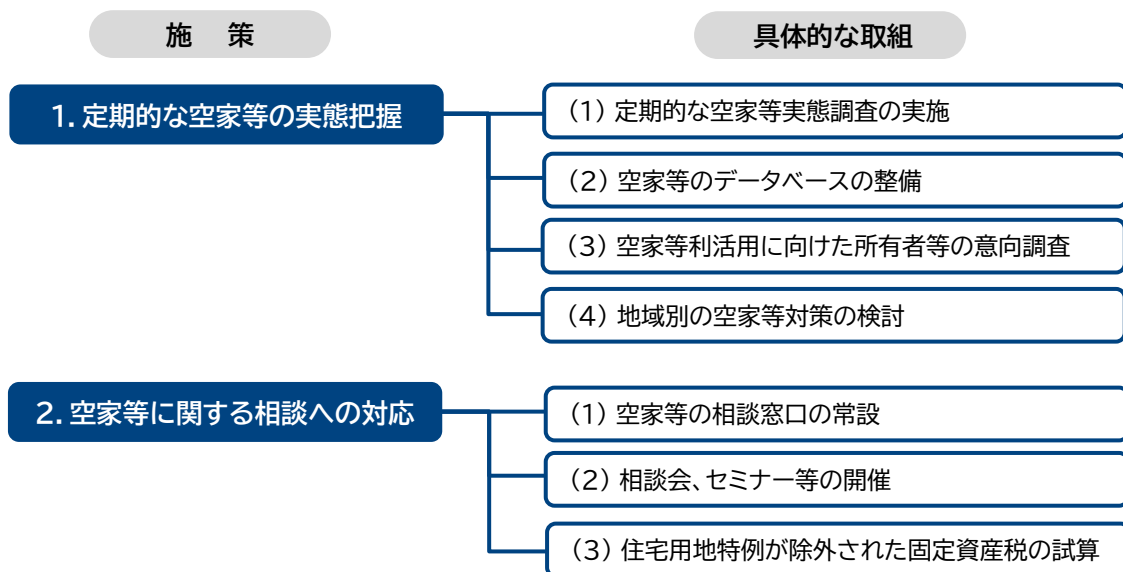 施 策
具体的な取組
1. 定期的な空家等の実態把握
(1) 定期的な空家等実態調査の実施
(2) 空家等のデータベースの整備
(3) 空家等利活用に向けた所有者等の意向調査
(4) 地域別の空家等対策の検討
2. 空家等に関する相談への対応
(1) 空家等の相談窓口の常設
(2) 相談会、セミナー等の開催
(3) 住宅用地特例が除外された固定資産税の試算